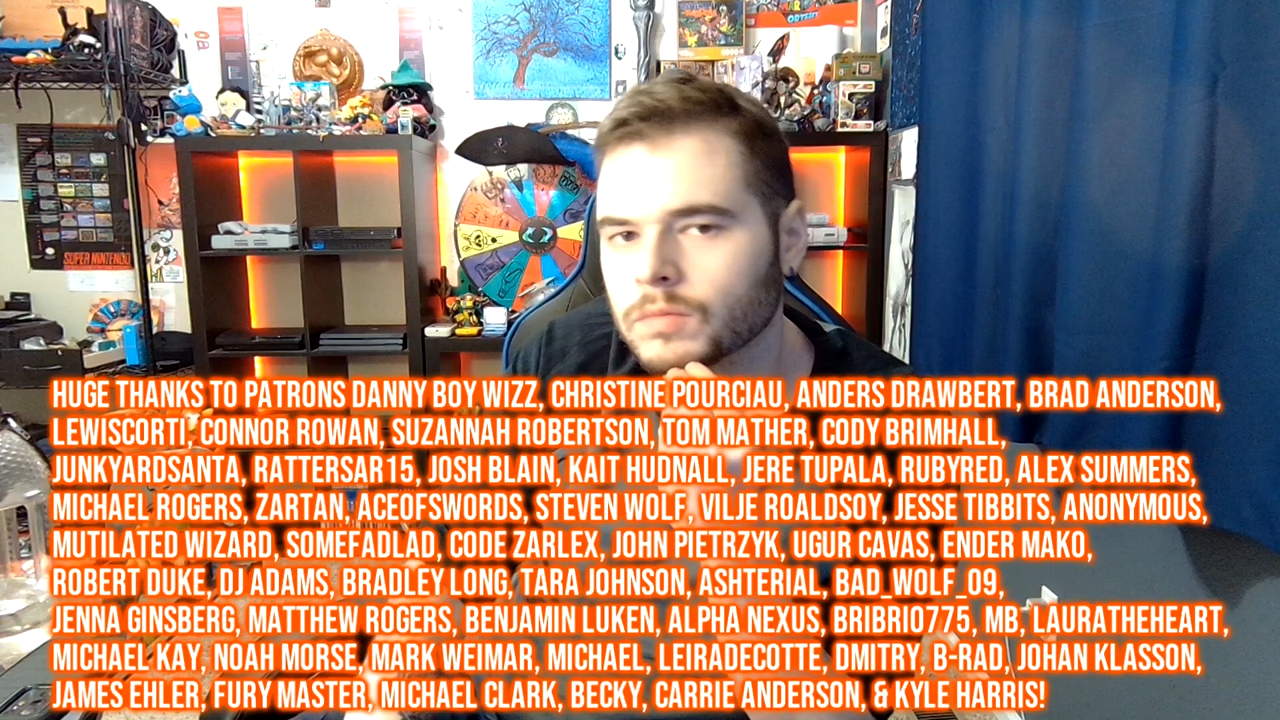 ODYSSEY
SUPER NINTENDO
HUGE THANKS TO PATRONS DANNY BOY WIZZ, CHRISTINE POURCIAU, ANDERS DRAWBERT, BRAD ANDERSON,
LEWISCORTI, CONNOR ROWAN, SUZANNAH ROBERTSON, TOM MATHER, CODY BRIMHALL,
JUNKYARDSANTA, RATTERSAR15, JOSH BLAIN, KAIT HUDNALL, JERE TUPALA, RUBYRED, ALEX SUMMERS,
MICHAEL ROGERS, ZARTAN, ACEOFSWORDS, STEVEN WOLF, VILJE ROALDSOY, JESSE TIBBITS, ANONYMOUS,
MUTILATED WIZARD, SOMEFADLAD, CODE ZARLEX, JOHN PIETRZYK, UGUR CAVAS, ENDER MAKO,
ROBERT DUKE, DJ ADAMS, BRADLEY LONG, TARA JOHNSON, ASHTERIAL, BAD_WOLF_09,
JENNA GINSBERG, MATTHEW ROGERS, BENJAMIN LUKEN, ALPHA NEXUS, BRIBRI0775, MB, LAURATHEHEART,
MICHAEL KAY, NOAH MORSE, MARK WEIMAR, MICHAEL, LEIRADECOTTE, DMITRY, B-RAD, JOHAN KLASSON,
JAMES EHLER, FURY MASTER, MICHAEL CLARK, BECKY, CARRIE ANDERSON, & KYLE HARRIS!